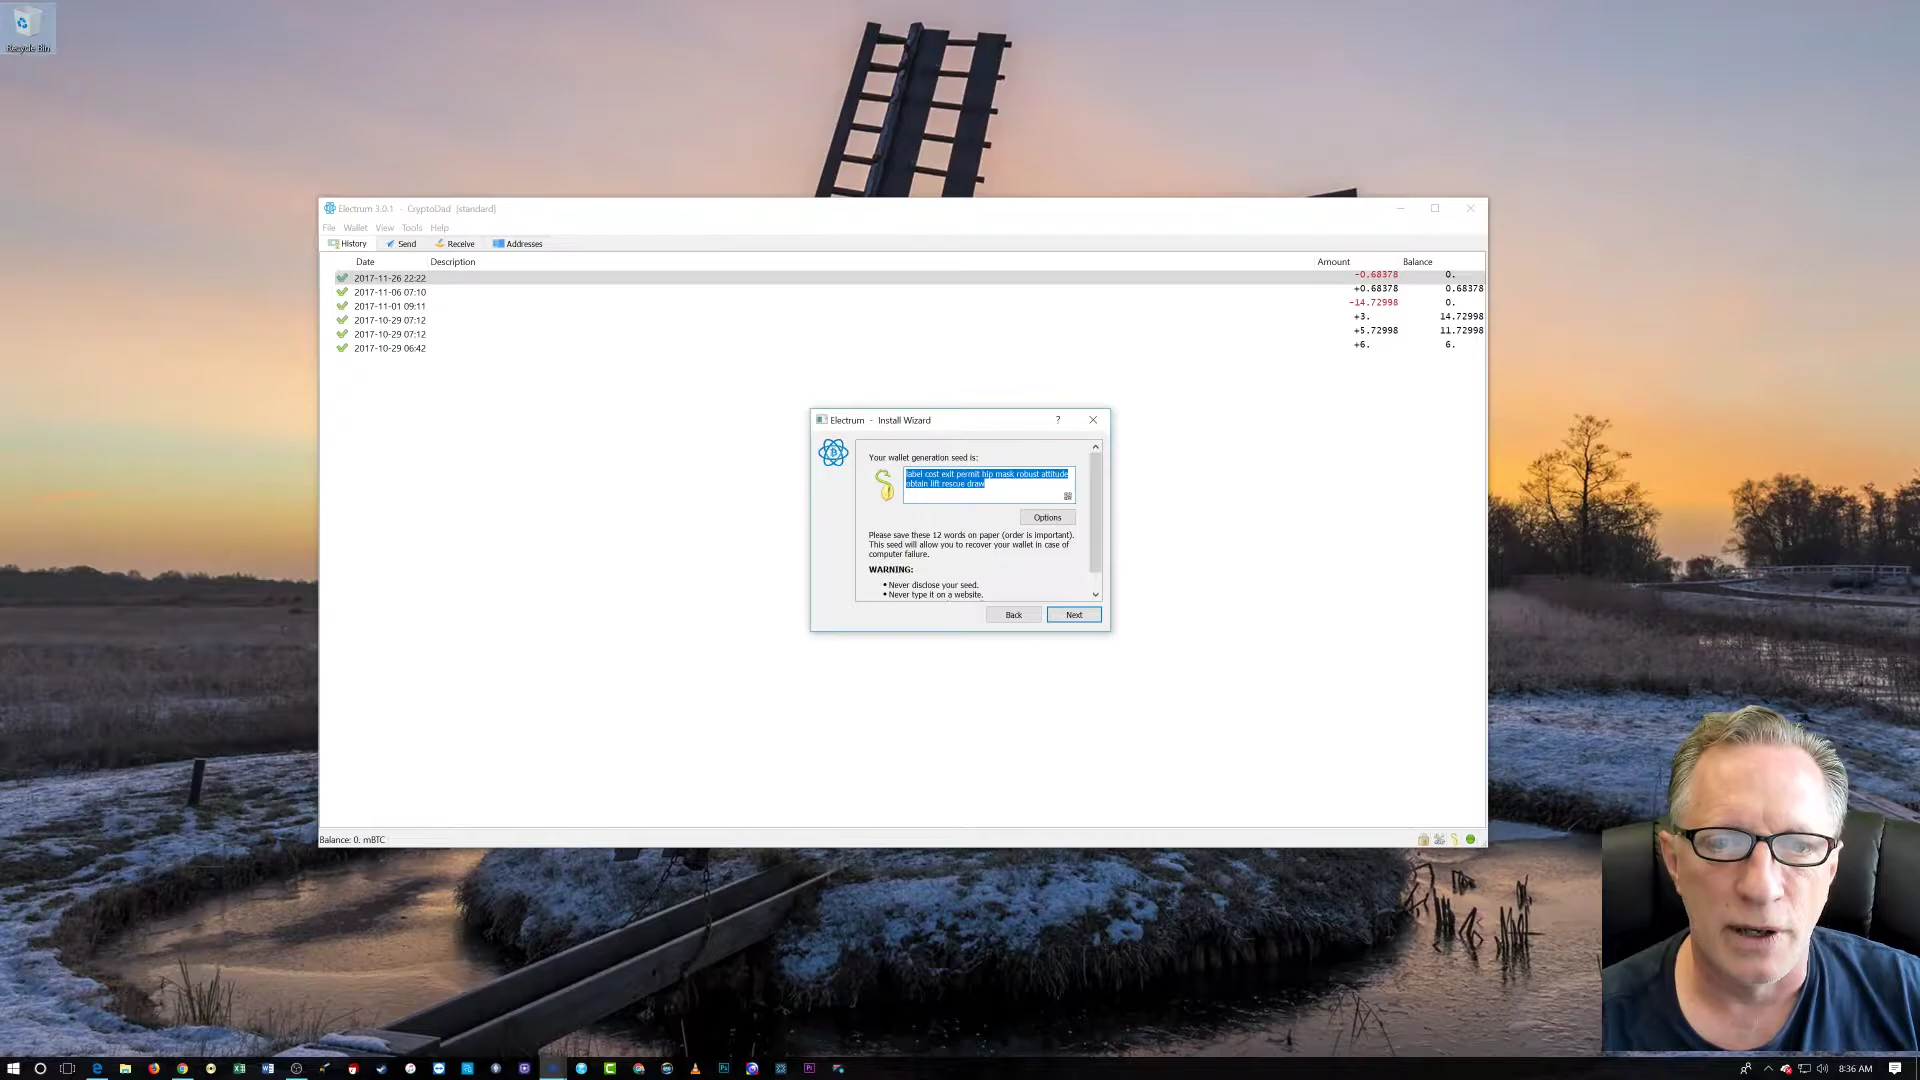 Recycle Bin
Electrum 3.0.1 - CryptoDad [standard]
File Wallet View Tools Help
History Send Receive Addresses
Date Description Amount Balance
2017-11-26 22:22 -0.68378 0.
2017-11-06 07:10 +0.68378 0.68378
2017-11-01 09:11 -14.72998 0.
2017-10-29 07:12 +3. 14.72998
2017-10-29 07:12 +5.72998 11.72998
2017-10-29 06:42 +6. 6.
Electrum - Install Wizard
Your wallet generation seed is:
label cost exit permit hip mask robust attitude
obtain lift rescue draw
Options
Please save these 12 words on paper (order is important).
This seed will allow you to recover your wallet in case of
computer failure.
WARNING:
• Never disclose your seed.
• Never type it on a website.
Back Next
Balance: 0. mBTC
8:36 AM